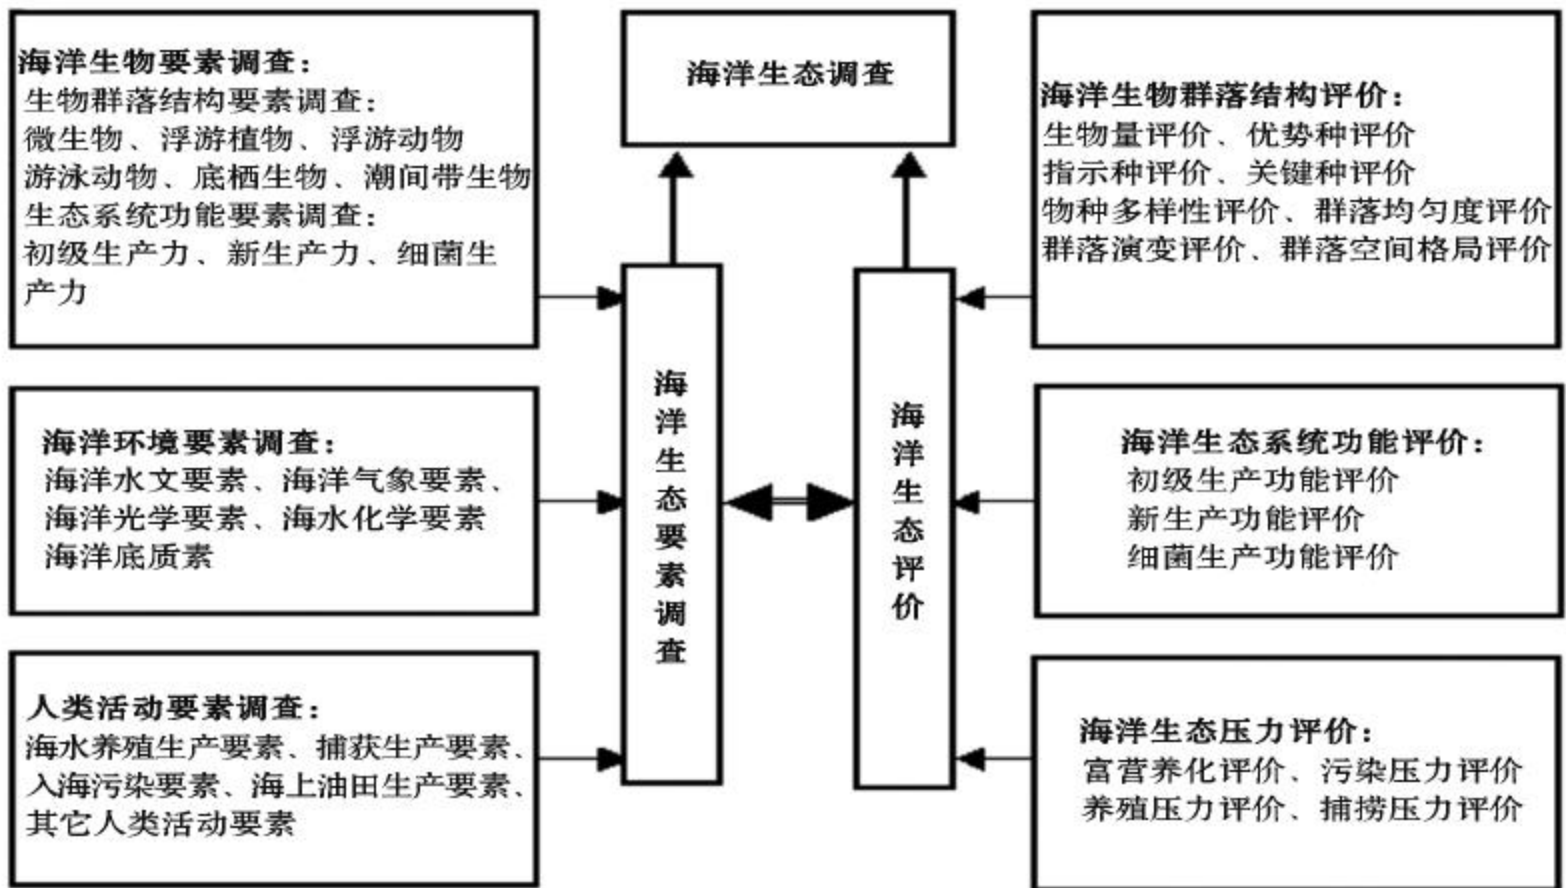 海洋生物要素调查：
生物群落结构要素调查：
微生物、浮游植物、浮游动物
游泳动物、底栖生物、潮间带生物
生态系统功能要素调查：
初级生产力、新生产力、细菌生
产力
海洋环境要素调查：
海洋水文要素、海洋气象要素、
海洋光学要素、海水化学要素
海洋底质素
人类活动要素调查：
海水养殖生产要素、捕获生产要素、
入海污染要素、海上油田生产要素、
其它人类活动要素
海洋生态调查
海洋生态要素调查
海洋生态评价
海洋生物群落结构评价：
生物量评价、优势种评价
指示种评价、关键种评价
物种多样性评价、群落均匀度评价
群落演变评价、群落空间格局评价
海洋生态系统功能评价：
初级生产功能评价
新生产功能评价
细菌生产功能评价
海洋生态压力评价：
富营养化评价、污染压力评价
养殖压力评价、捕捞压力评价